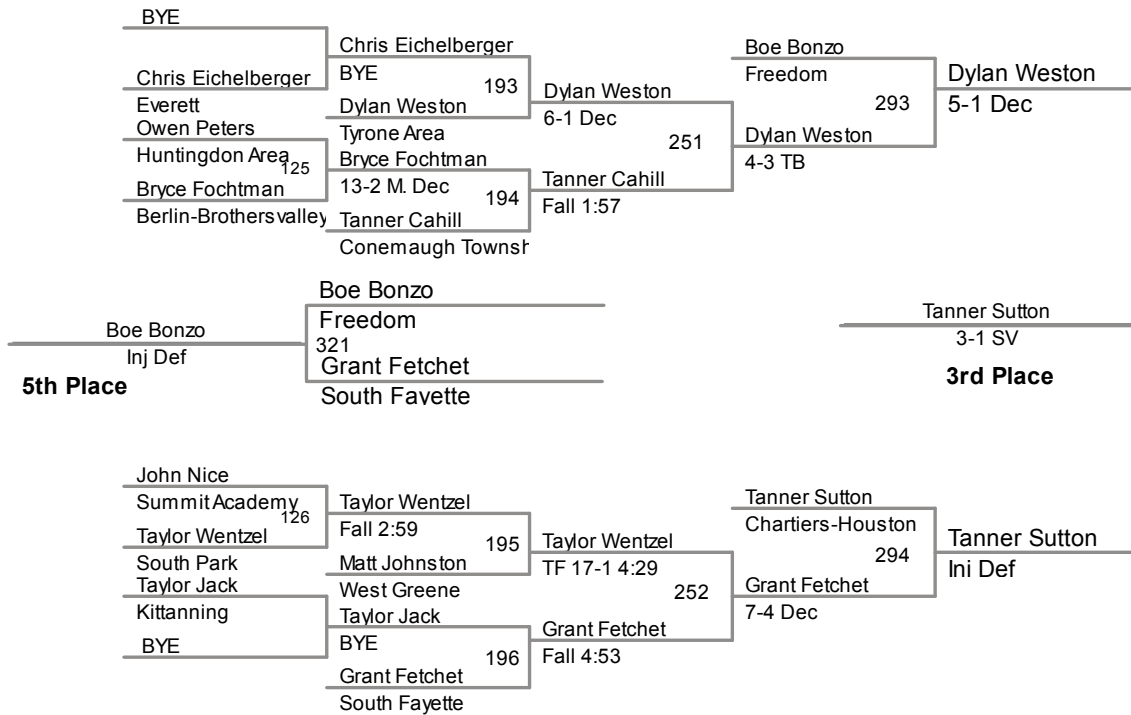 BYE
Chris Eichelberger
Everett
Owen Peters
Huntingdon Area
125
Bryce Fochtman
Berlin-Brothersvalley
Chris Eichelberger
BYE
193
Dylan Weston
Tyrone Area
Bryce Fochtman
13-2 M. Dec
194
Tanner Cahill
Conemaugh Townsh
Dylan Weston
6-1 Dec
251
Tanner Cahill
Fall 1:57
Boe Bonzo
Freedom
293
Dylan Weston
4-3 TB
Dylan Weston
5-1 Dec
Boe Bonzo
Inj Def
5th Place
Boe Bonzo
Freedom
321
Grant Fetchet
South Fayette
Tanner Sutton
3-1 SV
3rd Place
John Nice
Summit Academy
126
Taylor Wentzel
South Park
Taylor Jack
Kittanning
BYE
Taylor Wentzel
Fall 2:59
195
Matt Johnston
West Greene
Taylor Jack
BYE
196
Grant Fetchet
South Fayette
Taylor Wentzel
TF 17-1 4:29
252
Grant Fetchet
Fall 4:53
Tanner Sutton
Chartiers-Houston
294
Grant Fetchet
7-4 Dec
Tanner Sutton
Inj Def